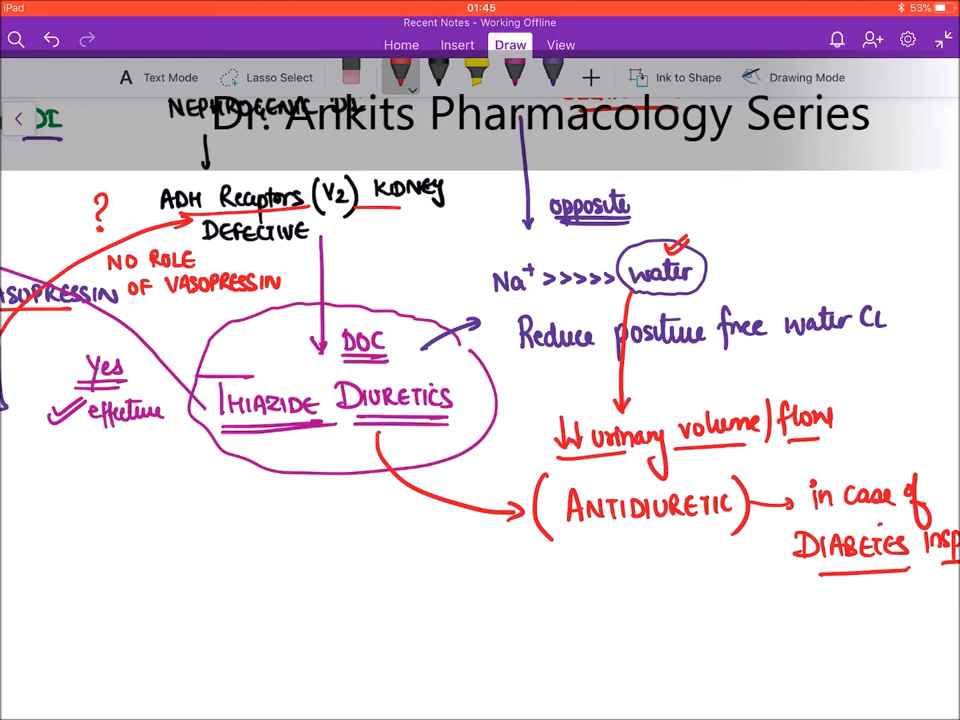 iPad
01:45
53%
Recent Notes - Working Offline
Home Insert Draw View
Text Mode Lasso Select Ink to Shape Drawing Mode
Dr. Ankits Pharmacology Series
NEPHROGENIC
ADH Receptors (V2) KIDNEY
DEFECTIVE
?
NO ROLE
OF VASOPRESSIN
opposite
Na+ >>>>> water
Reduce positive free water CL
DOC
THIAZIDE DIURETICS
Yes
effective
↓↓ urinary volume / flow
(ANTIDIURETIC) → in case of
DIABETES